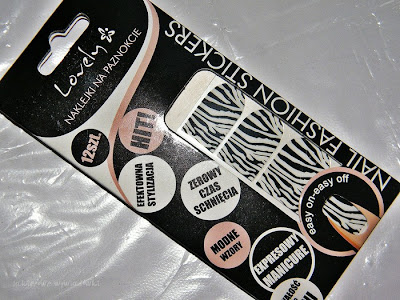 Lovely
NAKLEJKI NA PAZNOKCIE
NAIL FASHION STICKERS
12SZT.
HIT!
EFEKTOWNA
STYLIZACJA
ZEROWY
CZAS
SCHNIĘCIA
MODNE
WZORY
easy on-easy off
EXPRESOWY
MANICURE